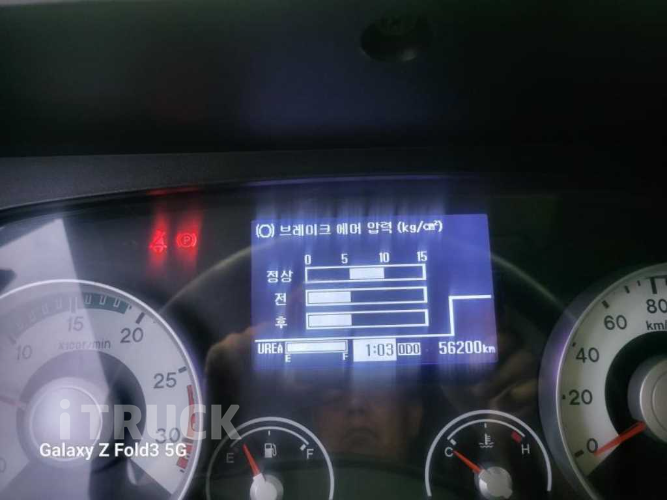 (O) 브레이크 에어 압력 (kg/㎠)
0 5 10 15
정상
전
후
UREA E F 1:03 ODO 56200km
10 15 20 25 30
x100r/min
E F
C H
0 20 40 60 80
km/
P
iTRUCK
Galaxy Z Fold3 5G